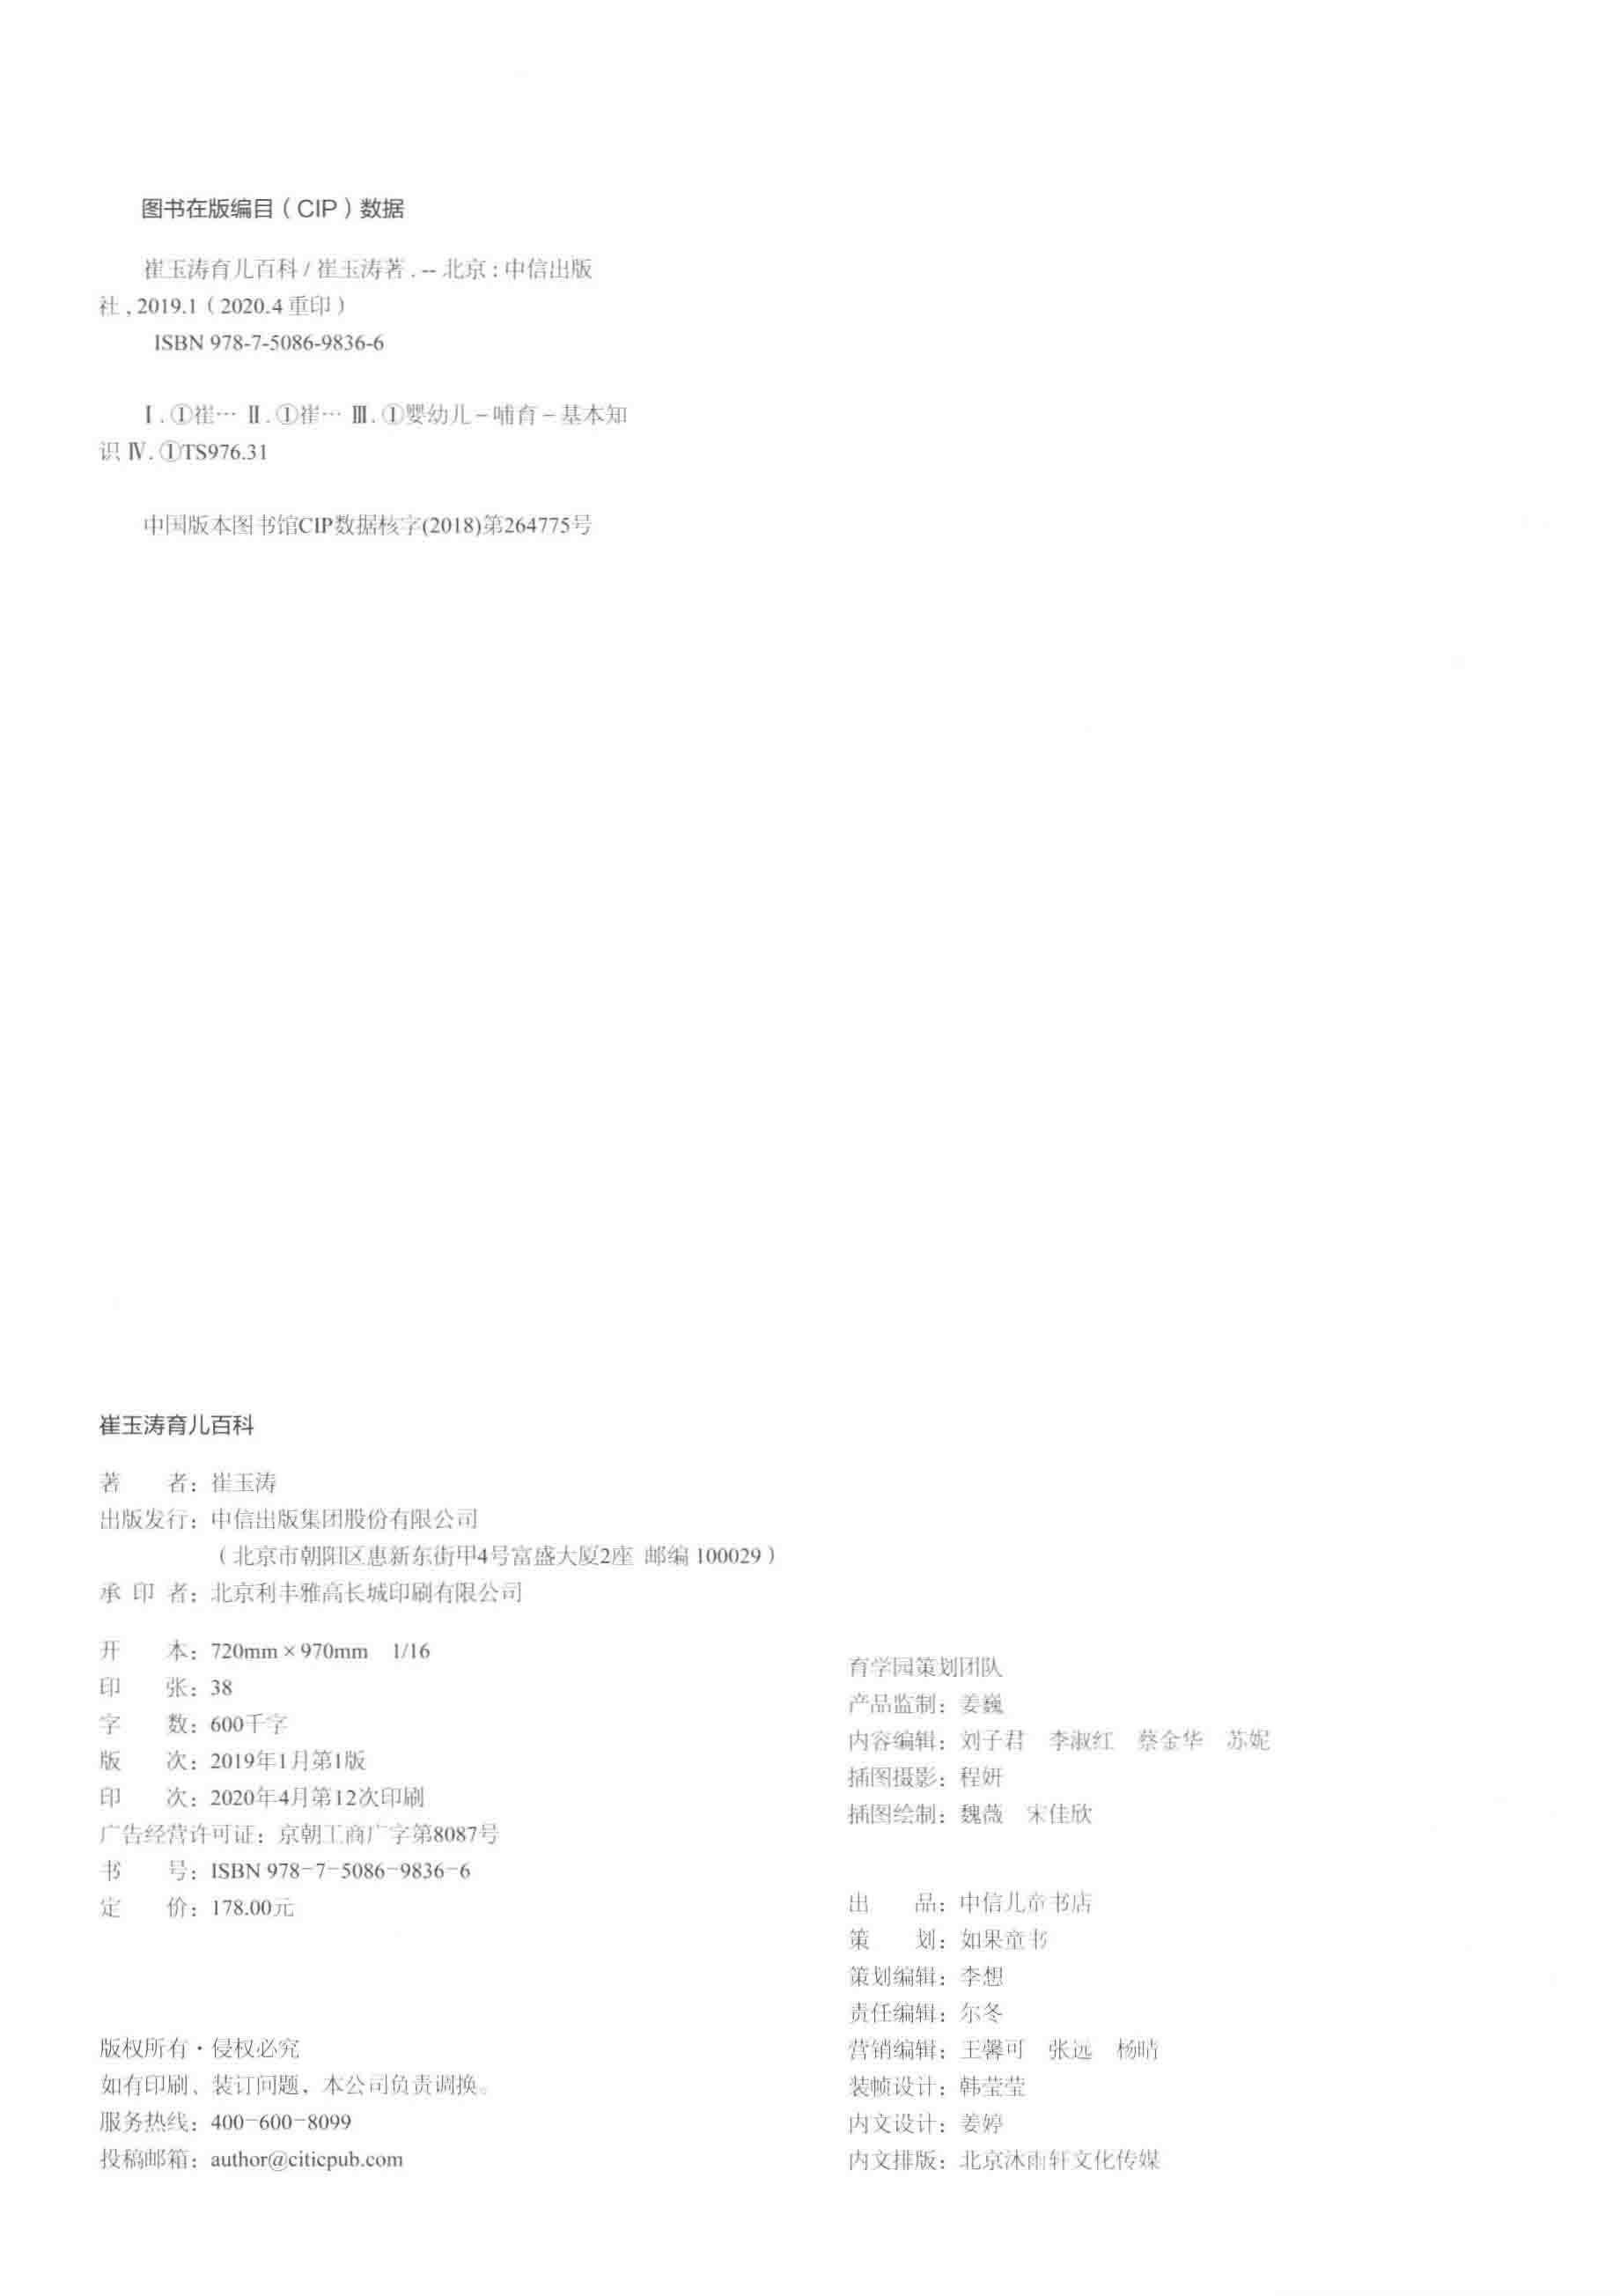 图书在版编目（CIP）数据
崔玉涛育儿百科 / 崔玉涛著 . -- 北京 : 中信出版
社 , 2019.1（2020.4 重印）
ISBN 978-7-5086-9836-6
Ⅰ . ①崔… Ⅱ . ①崔… Ⅲ . ①婴幼儿－哺育－基本知
识 Ⅳ . ①TS976.31
中国版本图书馆CIP数据核字(2018)第264775号
崔玉涛育儿百科
著　　者：崔玉涛
出版发行：中信出版集团股份有限公司
（北京市朝阳区惠新东街甲4号富盛大厦2座 邮编 100029）
承 印 者：北京利丰雅高长城印刷有限公司
开　　本：720mm × 970mm　1/16
印　　张：38
字　　数：600千字
版　　次：2019年1月第1版
印　　次：2020年4月第12次印刷
广告经营许可证：京朝工商广字第8087号
书　　号：ISBN 978-7-5086-9836-6
定　　价：178.00元
版权所有·侵权必究
如有印刷、装订问题，本公司负责调换。
服务热线：400-600-8099
投稿邮箱：author@citicpub.com
育学园策划团队
产品监制：姜巍
内容编辑：刘子君　李淑红　蔡金华　苏妮
插图摄影：程妍
插图绘制：魏薇　宋佳欣
出　　品：中信儿童书店
策　　划：如果童书
策划编辑：李想
责任编辑：尔冬
营销编辑：王馨可　张远　杨晴
装帧设计：韩莹莹
内文设计：姜婷
内文排版：北京沐雨轩文化传媒